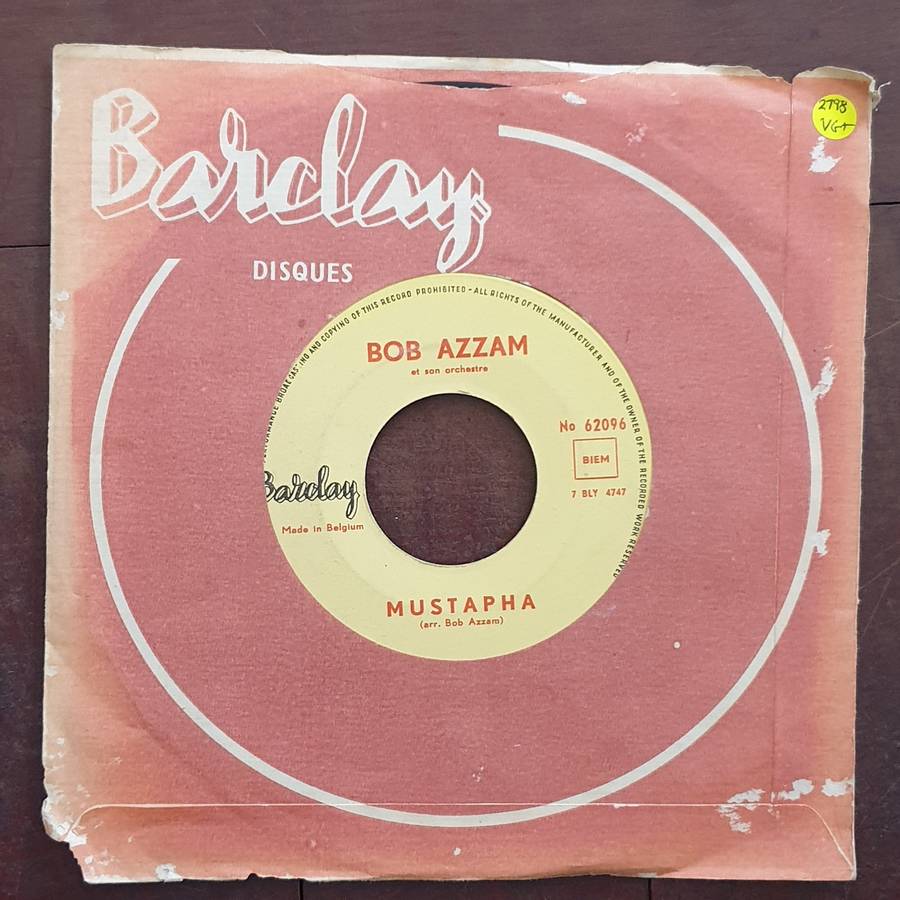 Barclay
DISQUES
2798
VG+
PERFORMANCE BROADCASTING AND COPYING OF THIS RECORD PROHIBITED - ALL RIGHTS OF THE MANUFACTURER AND OF THE OWNER OF THE RECORDED WORK RESERVED
BOB AZZAM
et son orchestre
No 62096
BIEM
7 BLY 4747
Barclay
Made in Belgium
MUSTAPHA
(arr. Bob Azzam)